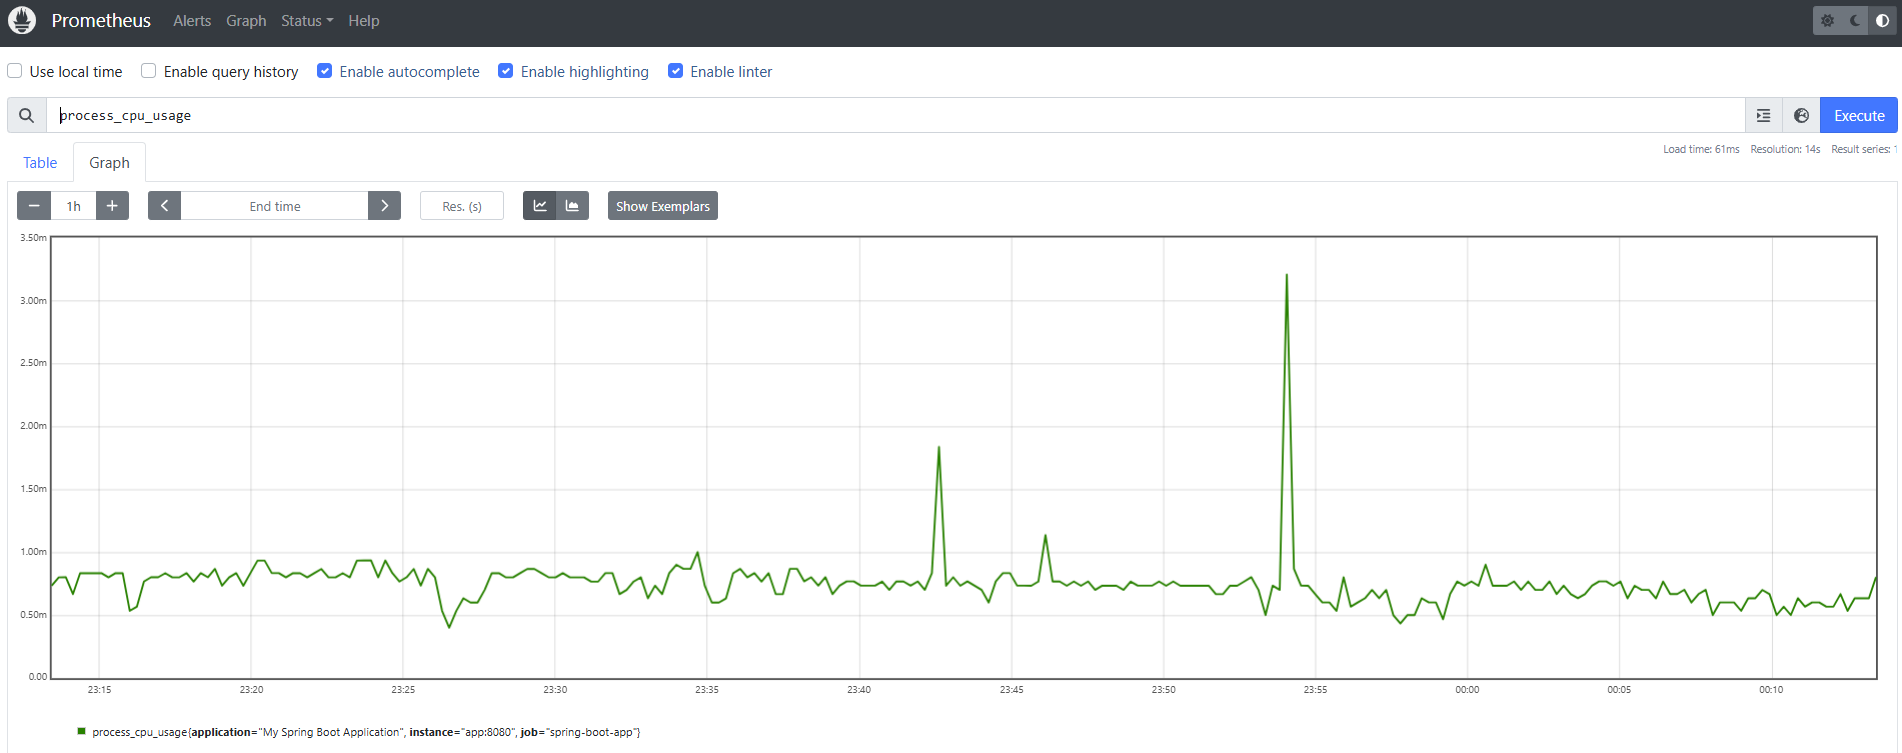 Prometheus Alerts Graph Status Help
Use local time Enable query history Enable autocomplete Enable highlighting Enable linter
process_cpu_usage Execute
Load time: 61ms Resolution: 14s Result series: 1
Table Graph
1h End time Res. (s) Show Exemplars
3.50m
3.00m
2.50m
2.00m
1.50m
1.00m
0.50m
0.00
23:15 23:20 23:25 23:30 23:35 23:40 23:45 23:50 23:55 00:00 00:05 00:10
process_cpu_usage{application="My Spring Boot Application", instance="app:8080", job="spring-boot-app"}